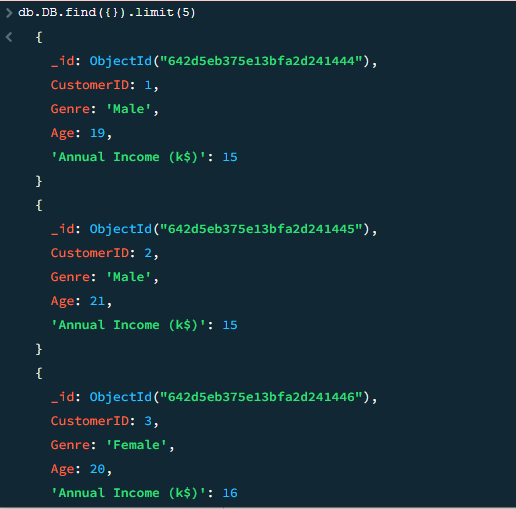 > db.DB.find({}).limit(5)
< {
_id: ObjectId("642d5eb375e13bfa2d241444"),
CustomerID: 1,
Genre: 'Male',
Age: 19,
'Annual Income (k$)': 15
}
{
_id: ObjectId("642d5eb375e13bfa2d241445"),
CustomerID: 2,
Genre: 'Male',
Age: 21,
'Annual Income (k$)': 15
}
{
_id: ObjectId("642d5eb375e13bfa2d241446"),
CustomerID: 3,
Genre: 'Female',
Age: 20,
'Annual Income (k$)': 16